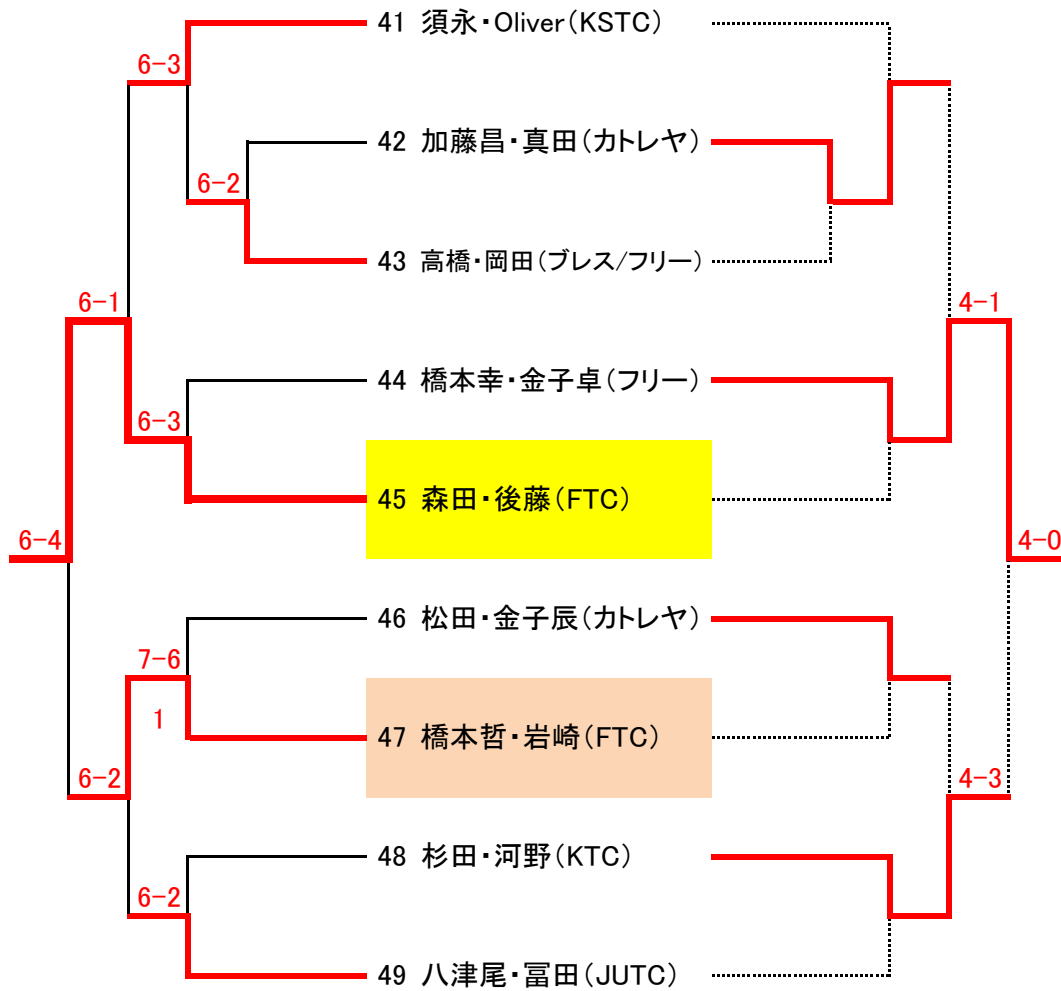 41 須永・Oliver(KSTC)
6-3
42 加藤昌・真田(カトレヤ)
6-2
43 高橋・岡田(ブレス/フリー)
6-1
4-1
44 橋本幸・金子卓(フリー)
6-3
45 森田・後藤(FTC)
6-4
4-0
46 松田・金子辰(カトレヤ)
7-6
1
47 橋本哲・岩崎(FTC)
6-2
4-3
48 杉田・河野(KTC)
6-2
49 八津尾・冨田(JUTC)